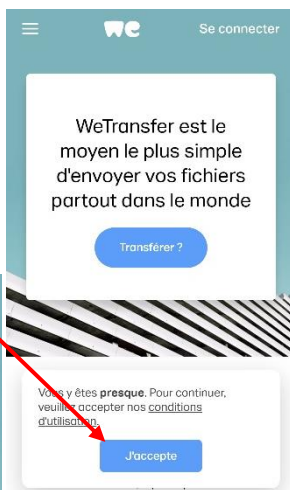 we Se connecter
WeTransfer est le
moyen le plus simple
d'envoyer vos fichiers
partout dans le monde
Transférer ?
Vous y êtes presque. Pour continuer,
veuillez accepter nos conditions
d'utilisation.
J'accepte